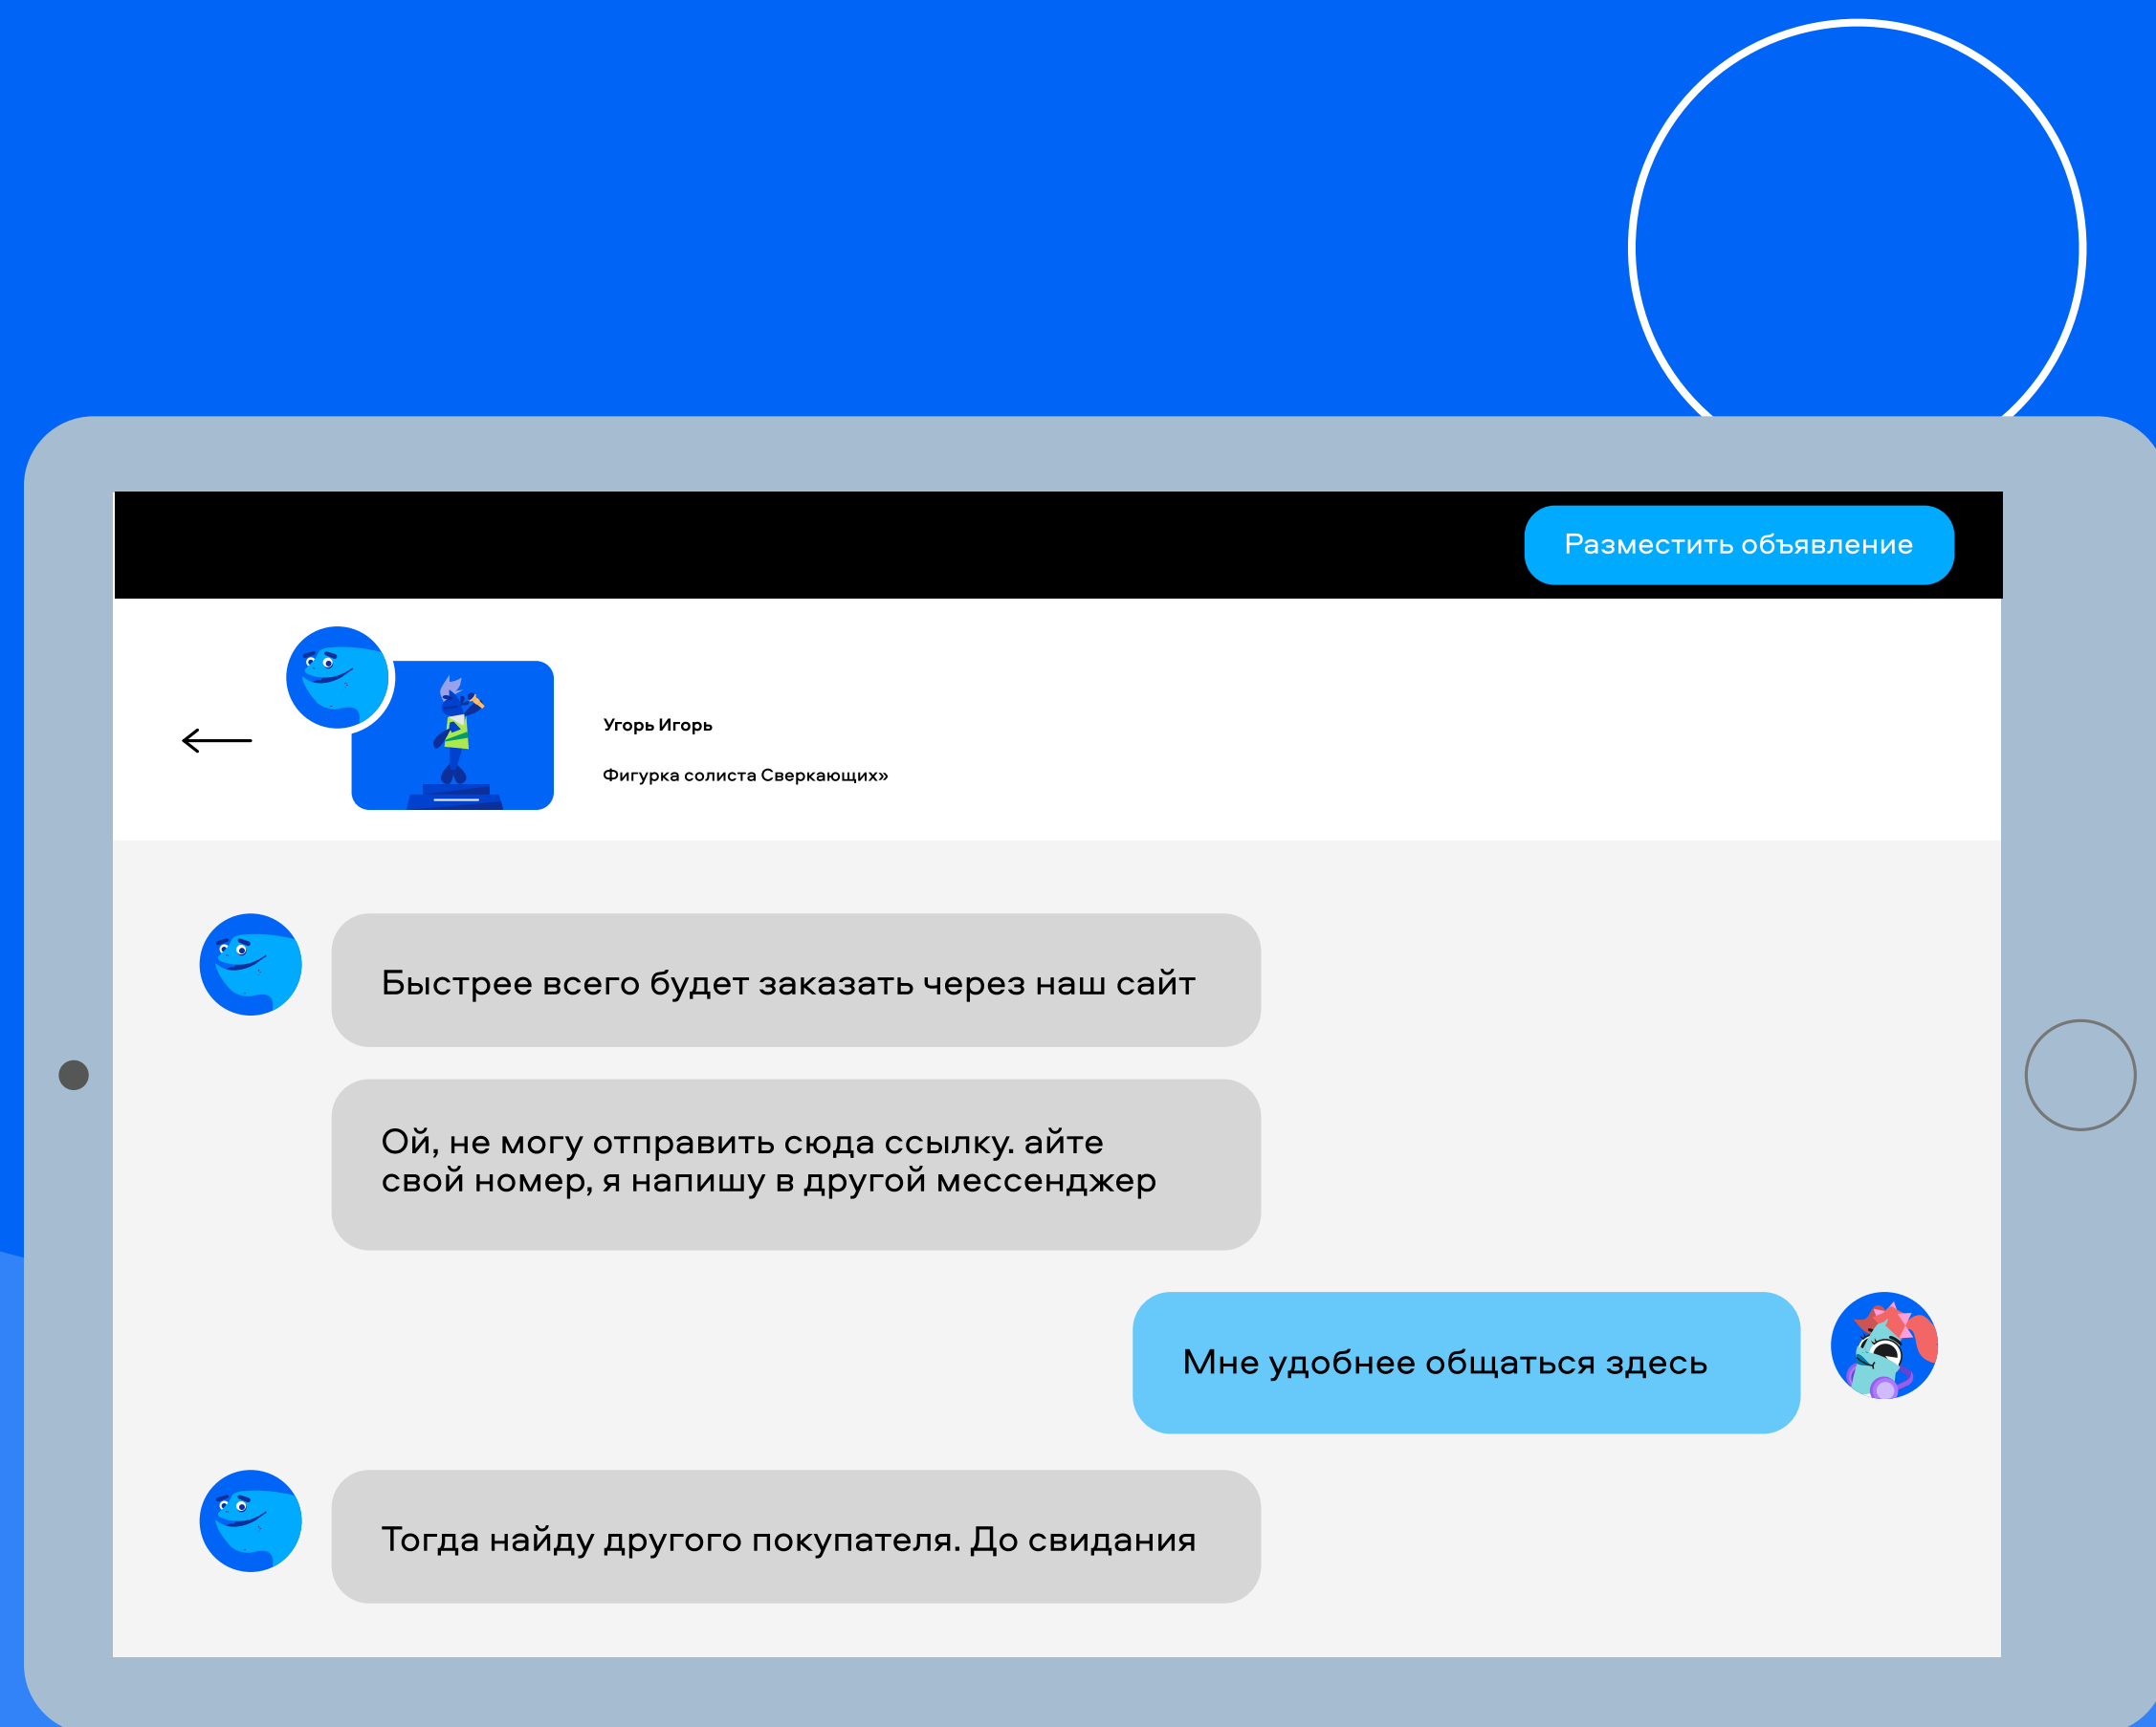 Разместить объявление
Угорь Игорь
Фигурка солиста Сверкающих»
Быстрее всего будет заказать через наш сайт
Ой, не могу отправить сюда ссылку. айте
свой номер, я напишу в другой мессенджер
Мне удобнее общаться здесь
Тогда найду другого покупателя. До свидания